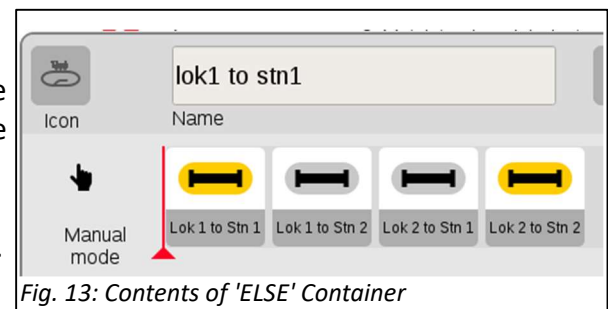 lok1 to stn1
Icon
Name
Lok 1 to Stn 1
Lok 1 to Stn 2
Lok 2 to Stn 1
Lok 2 to Stn 2
Manual
mode
Fig. 13: Contents of 'ELSE' Container